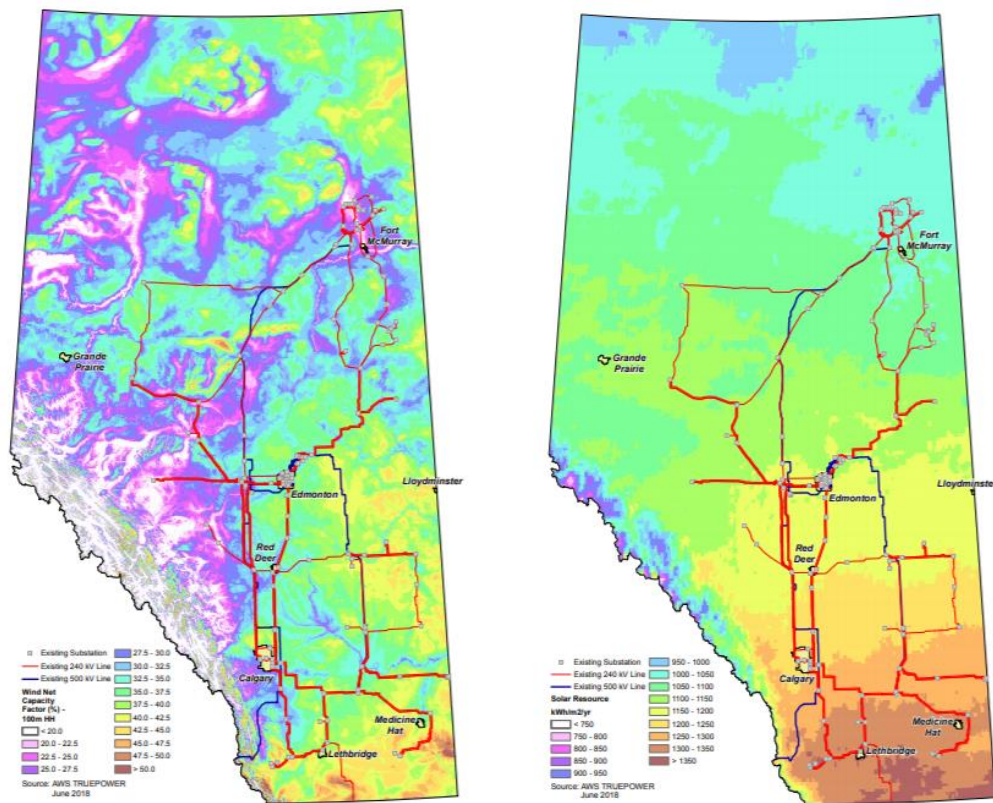 Fort
McMurray
Grande
Prairie
Edmonton
Lloydminster
Red
Deer
Calgary
Medicine
Hat
Lethbridge
Existing Substation
Existing 240 kV Line
Existing 500 kV Line
Wind Net
Capacity
Factor (%) -
100m HH
< 20.0
20.0 - 22.5
22.5 - 25.0
25.0 - 27.5
27.5 - 30.0
30.0 - 32.5
32.5 - 35.0
35.0 - 37.5
37.5 - 40.0
40.0 - 42.5
42.5 - 45.0
45.0 - 47.5
47.5 - 50.0
> 50.0
Source: AWS TRUEPOWER
June 2018
Fort
McMurray
Grande
Prairie
Edmonton
Lloydminster
Red
Deer
Calgary
Medicine
Hat
Lethbridge
Existing Substation
Existing 240 kV Line
Existing 500 kV Line
Solar Resource
kWh/m2/yr
< 750
750 - 800
800 - 850
850 - 900
900 - 950
950 - 1000
1000 - 1050
1050 - 1100
1100 - 1150
1150 - 1200
1200 - 1250
1250 - 1300
1300 - 1350
> 1350
Source: AWS TRUEPOWER
June 2018